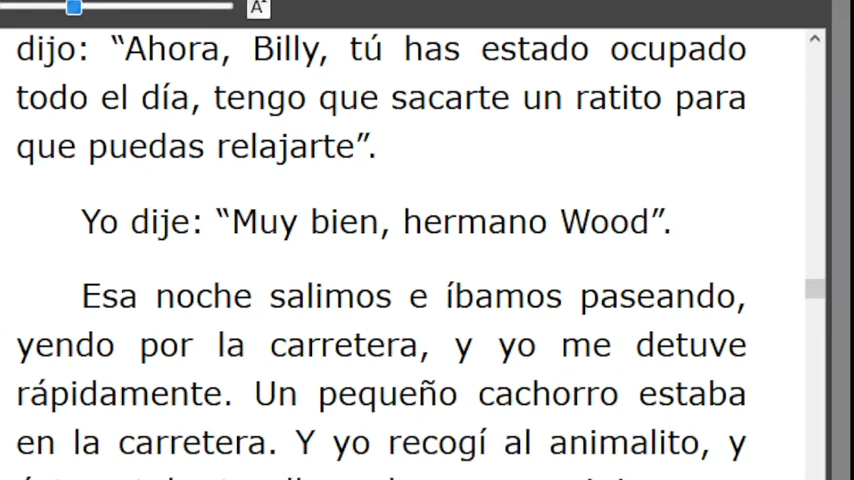 A
dijo: “Ahora, Billy, tú has estado ocupado
todo el día, tengo que sacarte un ratito para
que puedas relajarte”.
Yo dije: “Muy bien, hermano Wood”.
Esa noche salimos e íbamos paseando,
yendo por la carretera, y yo me detuve
rápidamente. Un pequeño cachorro estaba
en la carretera. Y yo recogí al animalito, y